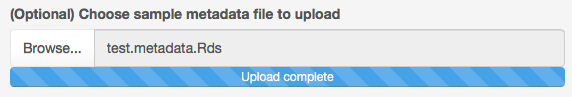 (Optional) Choose sample metadata file to upload
Browse... test.metadata.Rds
Upload complete